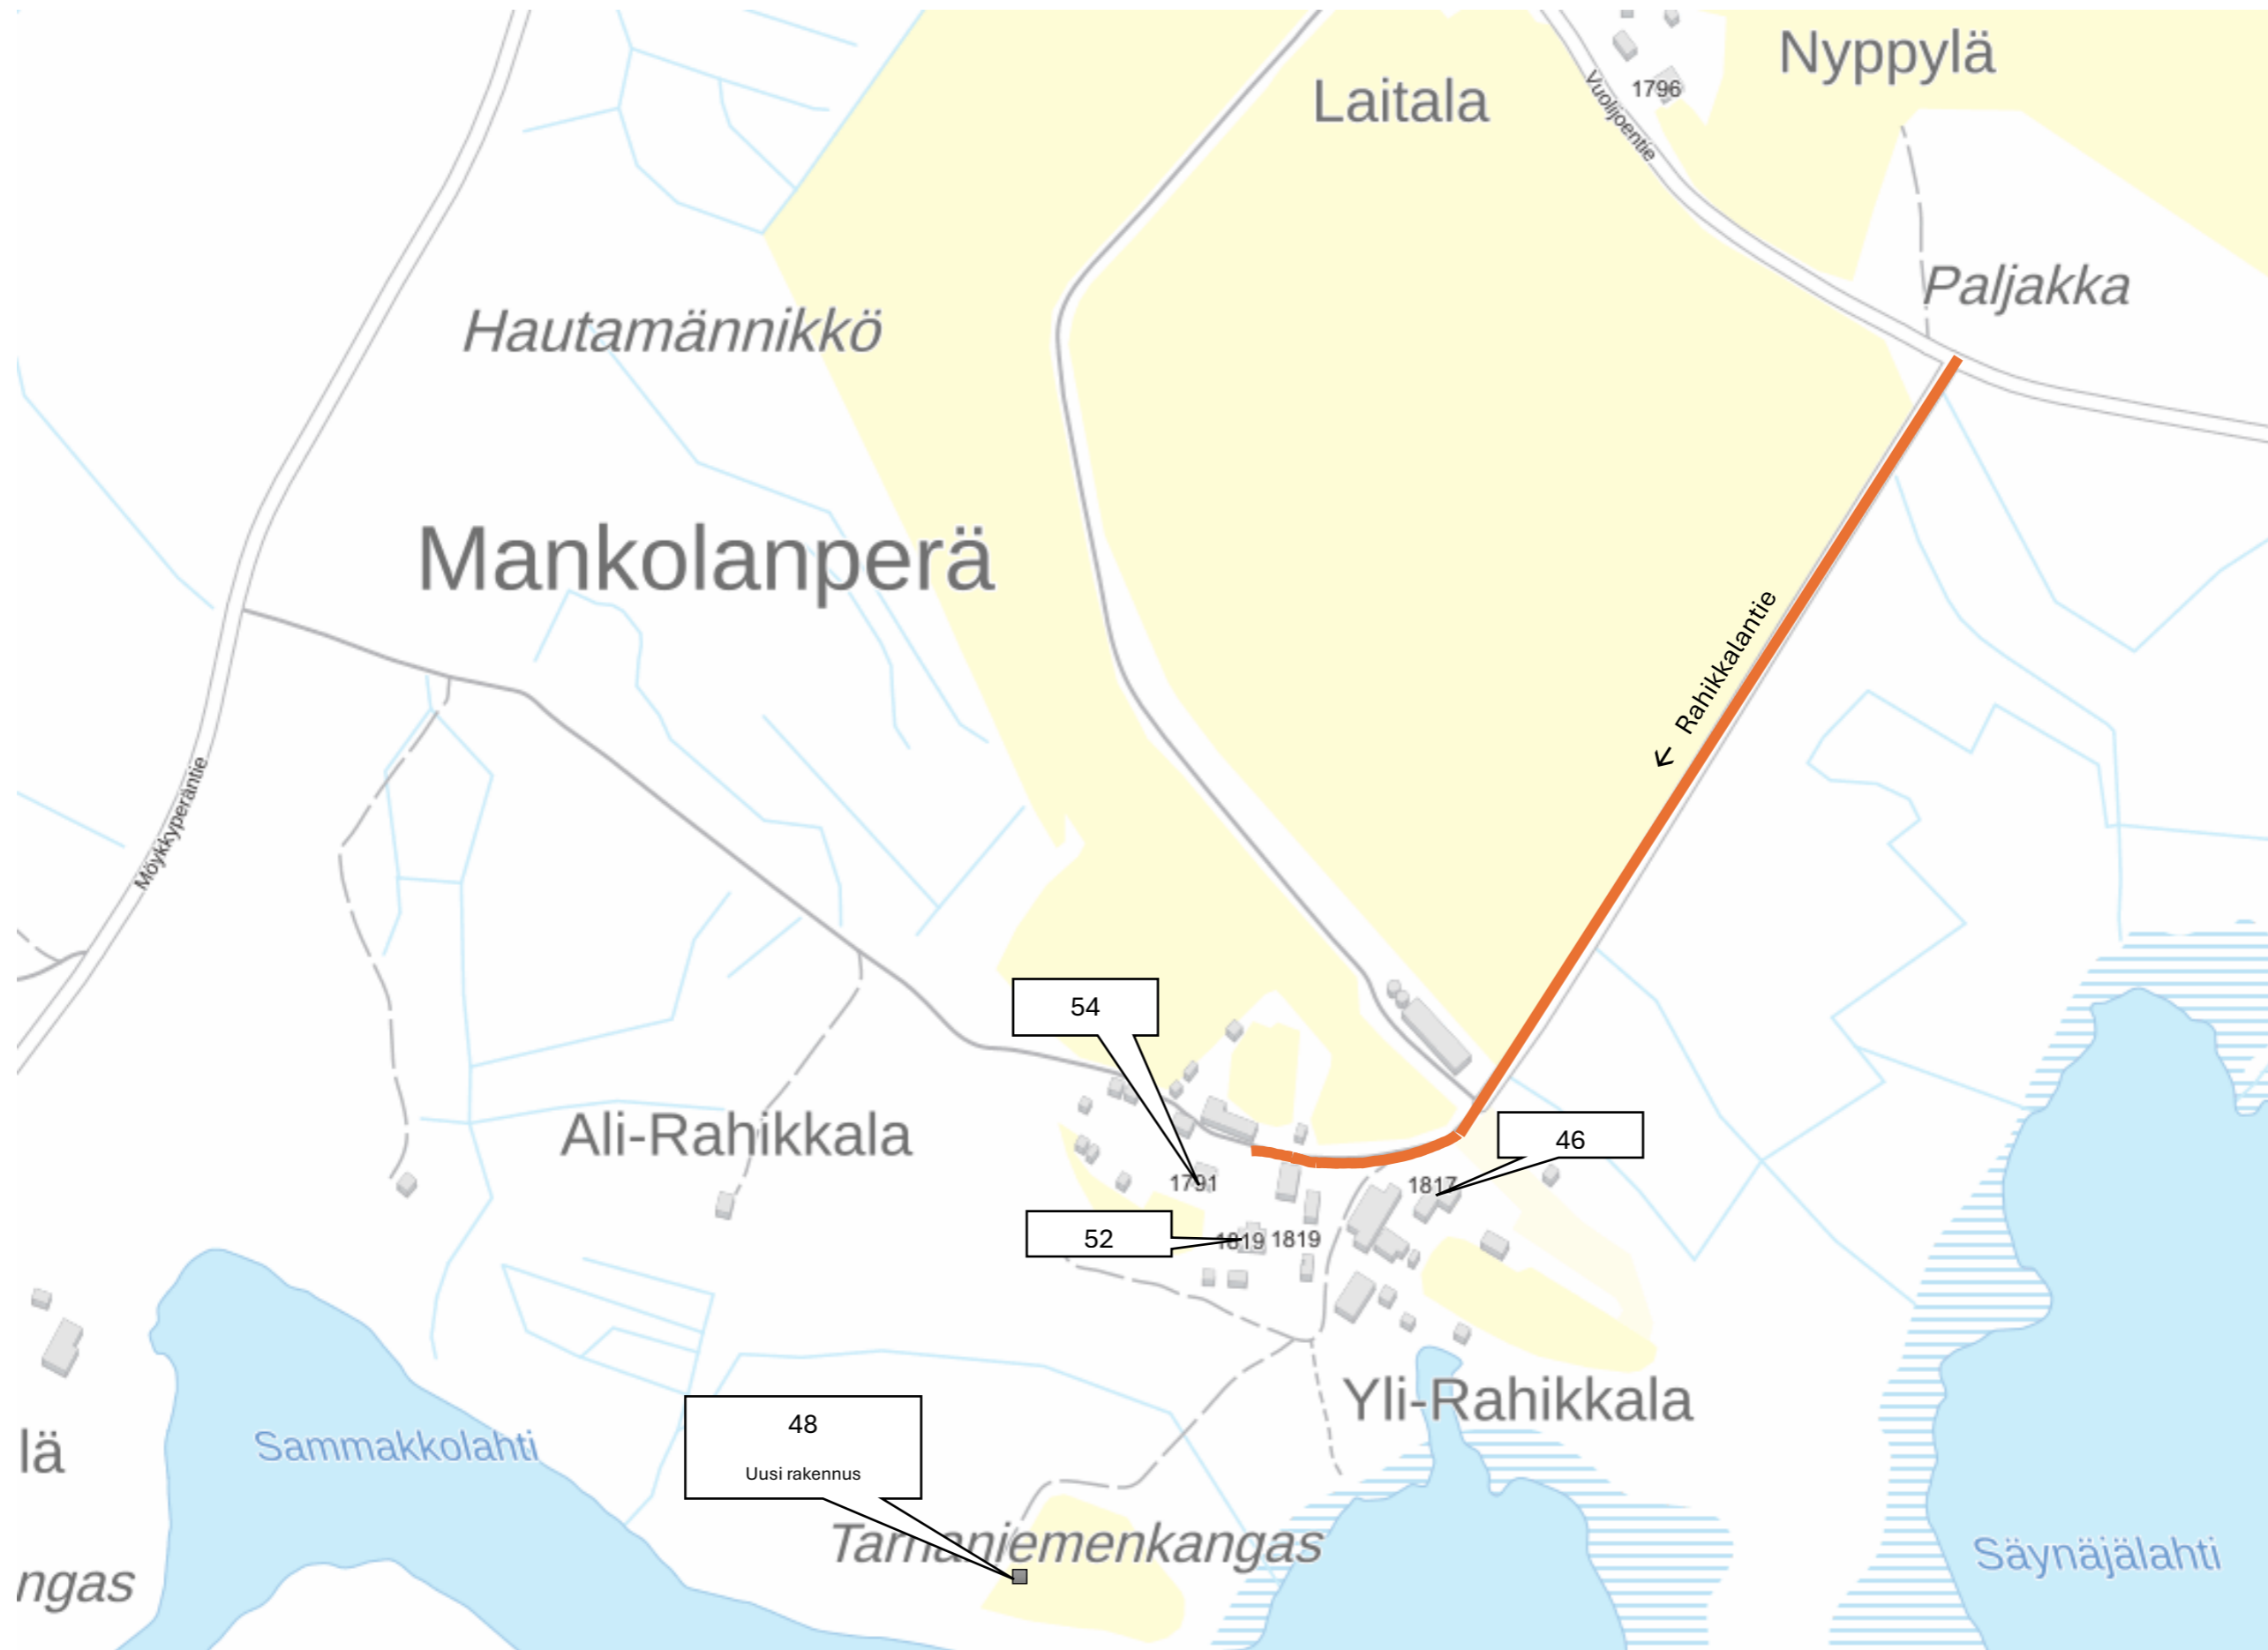 Nyppylä
Laitala
1796
Vuolijoentie
Paljakka
Hautamännikkö
Mankolanperä
← Rahikkalantie
Möykkyperäntie
54
46
Ali-Rahikkala
1791
1817
52
1819 1819
Yli-Rahikkala
48
Uusi rakennus
lä
Sammakkolahti
Tamaniemenkangas
Säynäjälahti
ngas